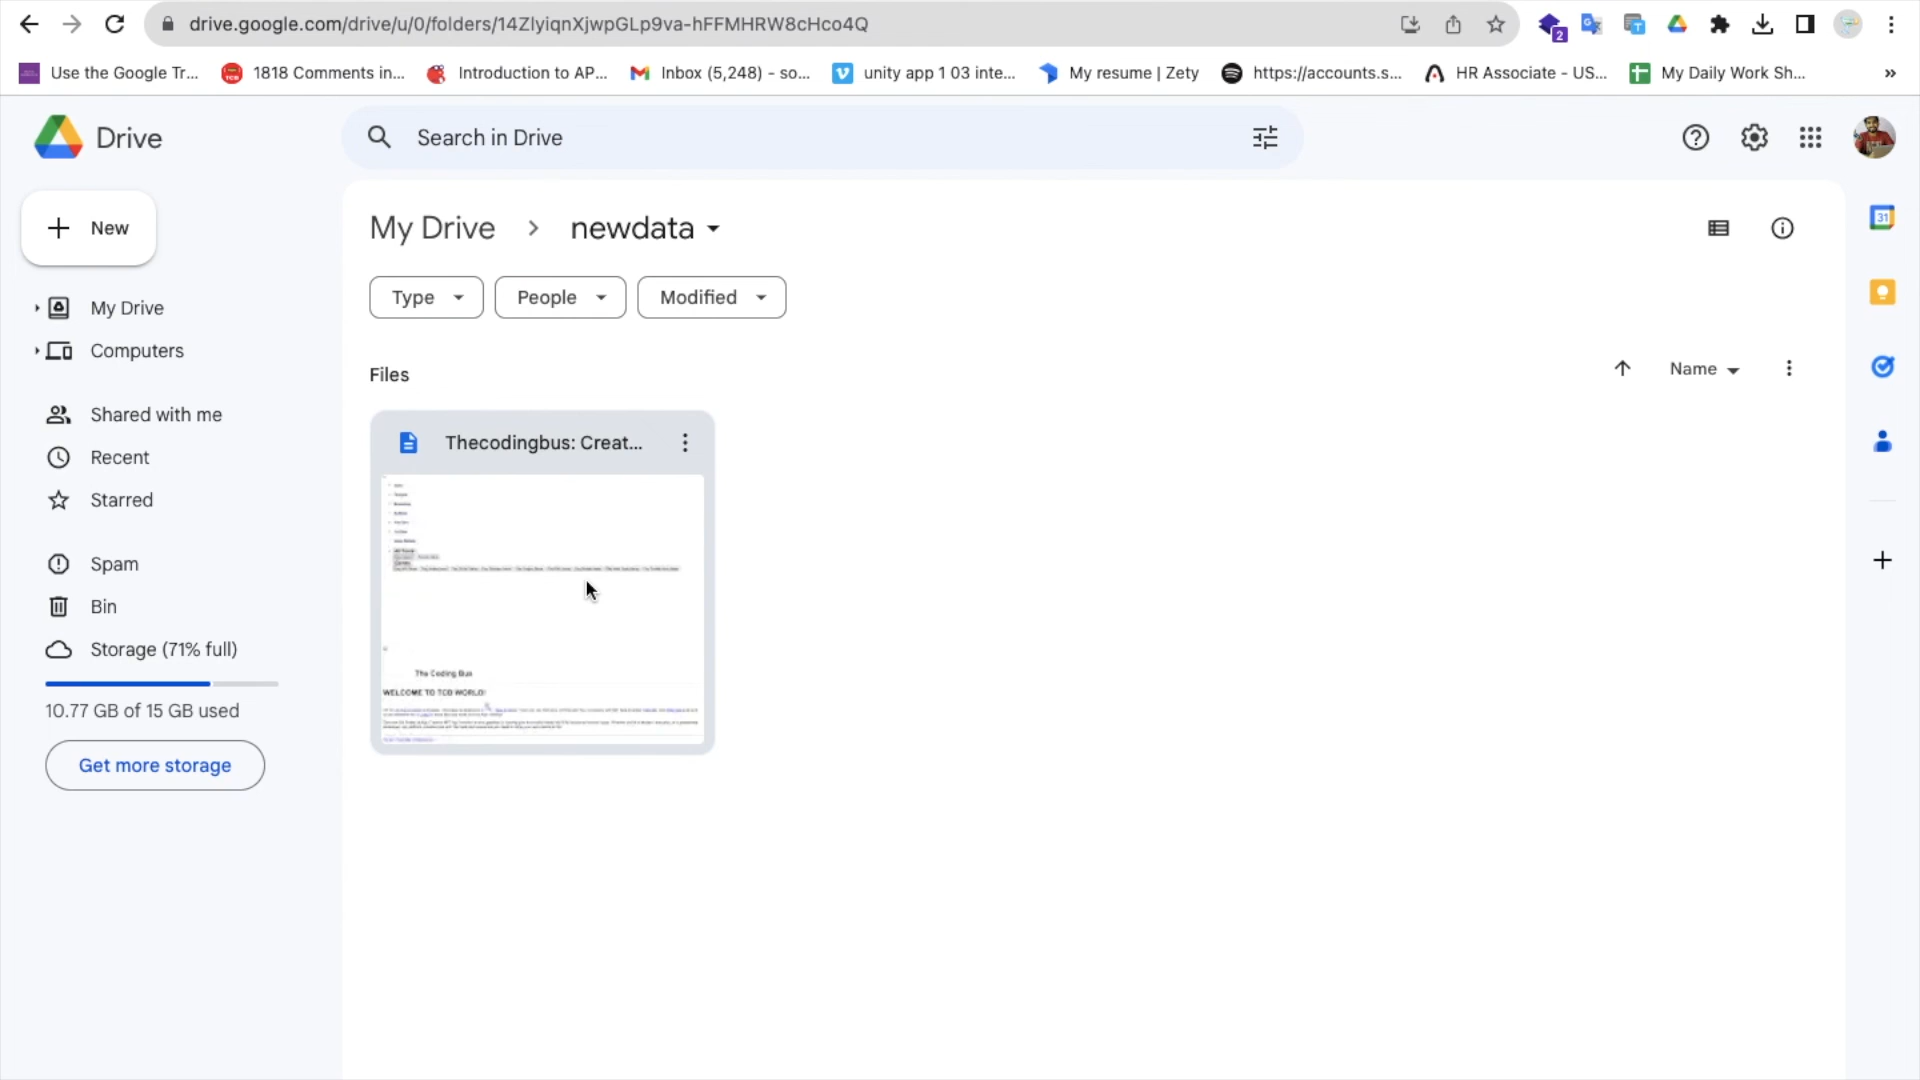 drive.google.com/drive/u/0/folders/14ZlyiqnXjwpGLp9va-hFFMHRW8cHco4Q
2
Use the Google Tr...
1818 Comments in...
Introduction to AP...
Inbox (5,248) - so...
unity app 1 03 inte...
My resume | Zety
https://accounts.s...
HR Associate - US...
My Daily Work Sh...
»
Drive
Search in Drive
New
My Drive
Computers
Shared with me
Recent
Starred
Spam
Bin
Storage (71% full)
10.77 GB of 15 GB used
Get more storage
My Drive > newdata
Type
People
Modified
Files
Name
Thecodingbus: Creat...
The Coding Bus
WELCOME TO TCB WORLD!
31